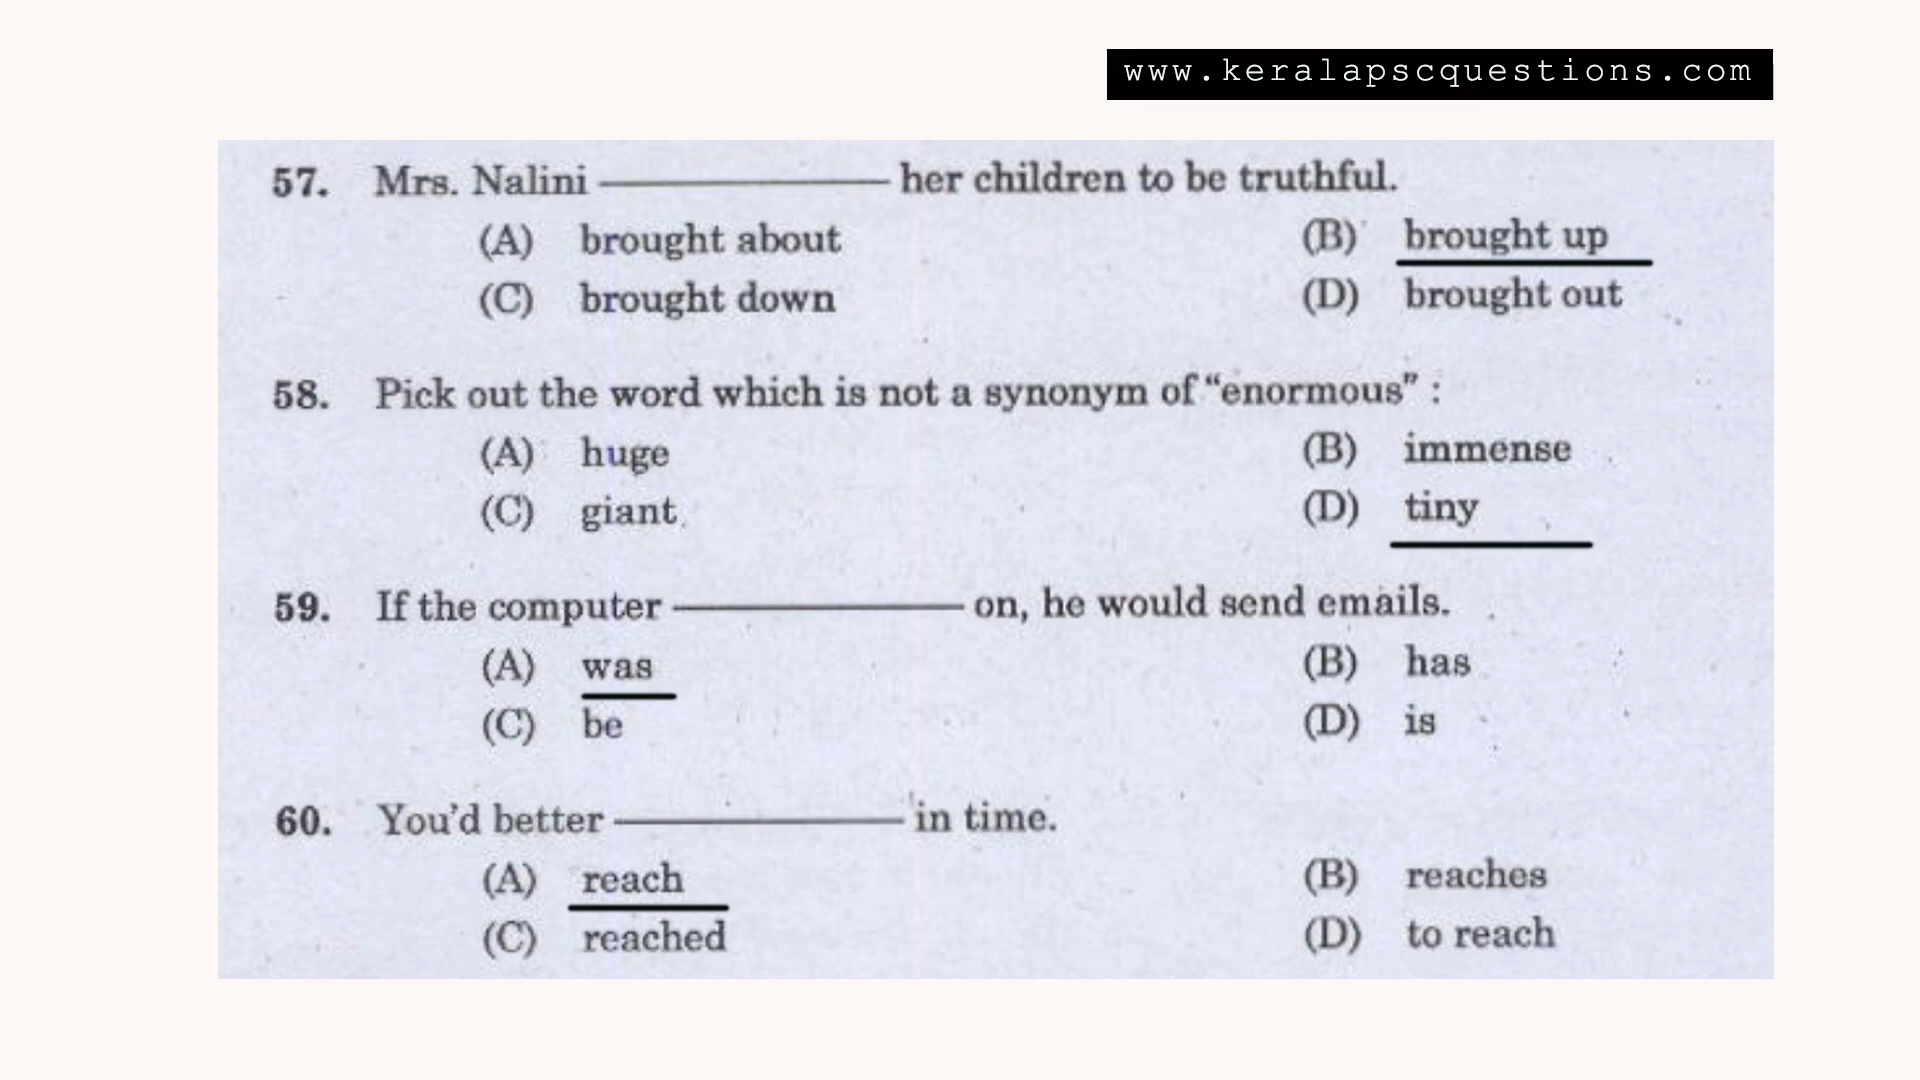 www.keralapscquestions.com
57. Mrs. Nalini ————— her children to be truthful.
(A) brought about (B) brought up
(C) brought down (D) brought out
58. Pick out the word which is not a synonym of “enormous” :
(A) huge (B) immense
(C) giant (D) tiny
59. If the computer ————— on, he would send emails.
(A) was (B) has
(C) be (D) is
60. You’d better ————— in time.
(A) reach (B) reaches
(C) reached (D) to reach